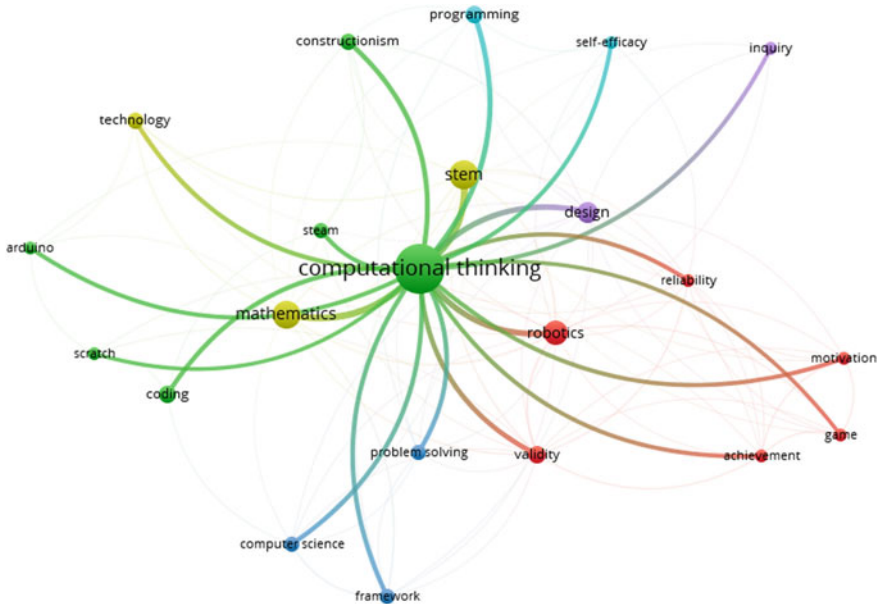 programming
constructionism
self-efficacy
inquiry
technology
stem
design
steam
arduino
computational thinking
reliability
mathematics
robotics
scratch
motivation
coding
game
problem solving
validity
achievement
computer science
framework